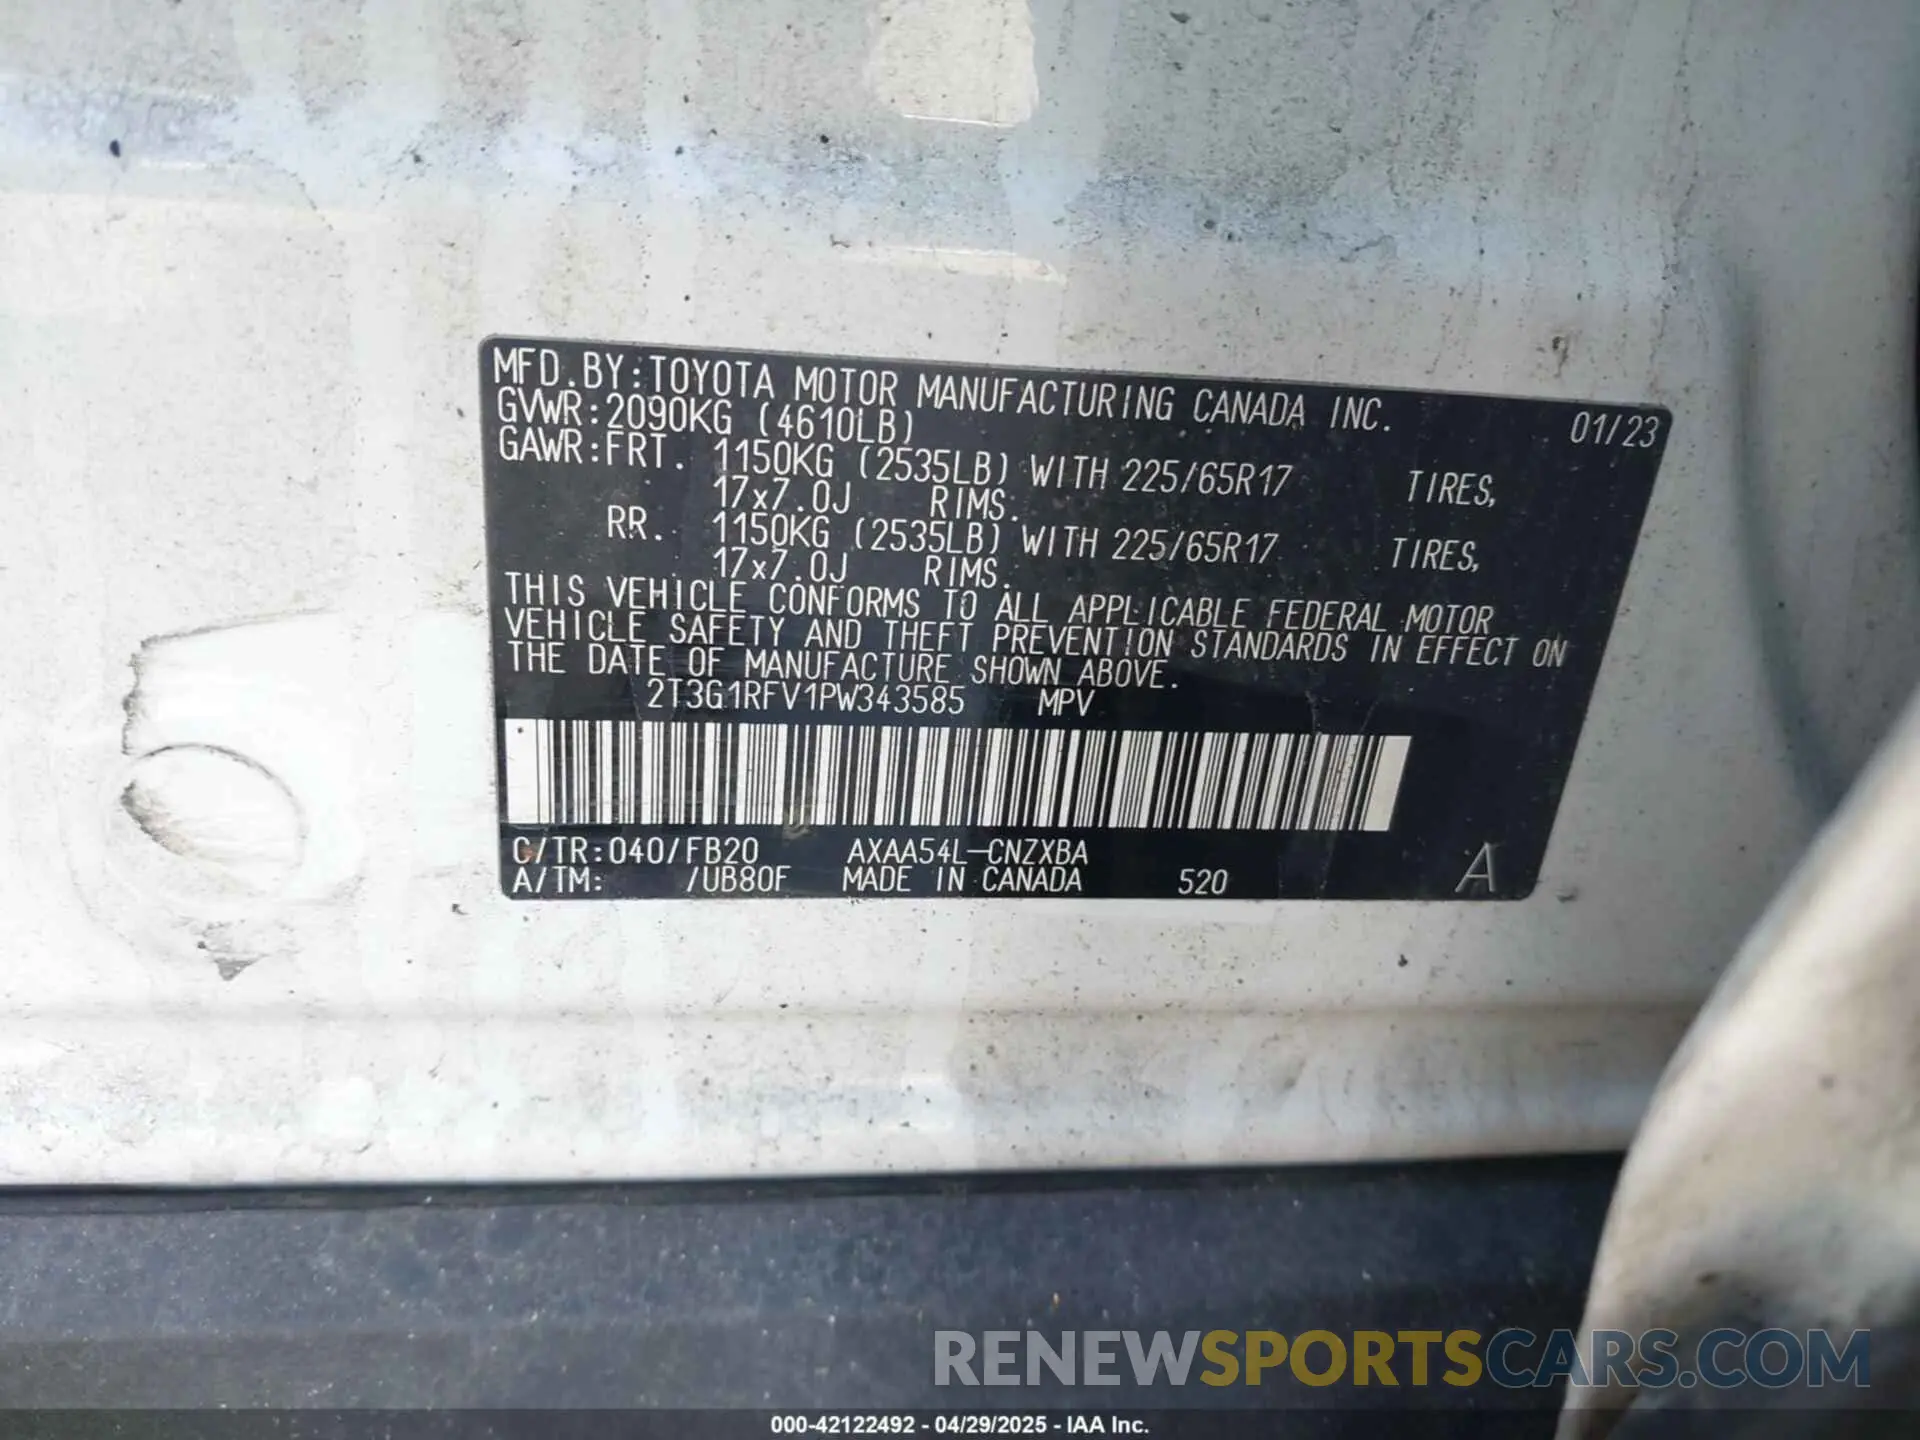 MFD.BY:TOYOTA MOTOR MANUFACTURING CANADA INC. 01/23
GVWR:2090KG (4610LB)
GAWR:FRT. 1150KG (2535LB) WITH 225/65R17 TIRES,
17x7.0J RIMS.
RR. 1150KG (2535LB) WITH 225/65R17 TIRES,
17x7.0J RIMS.
THIS VEHICLE CONFORMS TO ALL APPLICABLE FEDERAL MOTOR
VEHICLE SAFETY AND THEFT PREVENTION STANDARDS IN EFFECT ON
THE DATE OF MANUFACTURE SHOWN ABOVE.
2T3G1RFV1PW343585 MPV
C/TR:040/FB20 AXAA54L-CNZXBA
A/TM: /UB80F MADE IN CANADA 520 A
RENEWSPORTSCARS.COM
000-42122492 - 04/29/2025 - IAA Inc.